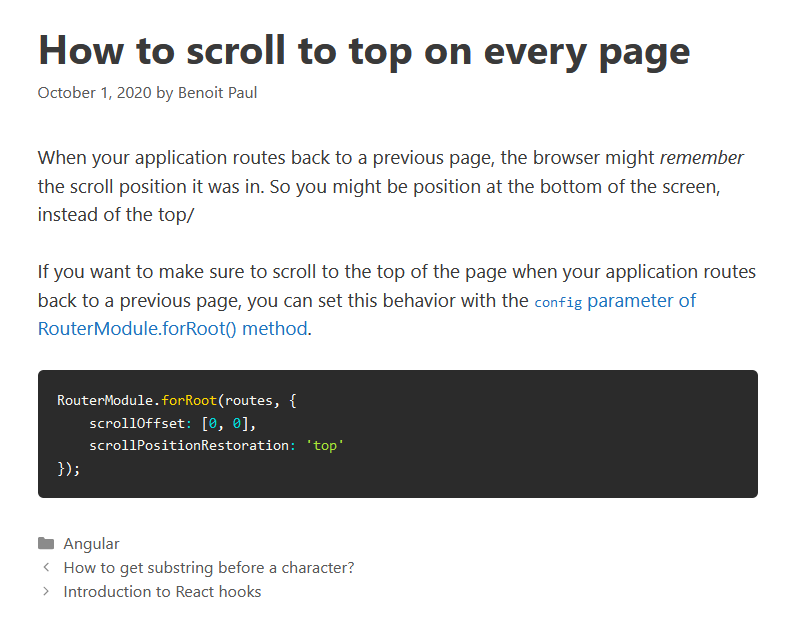 How to scroll to top on every page
October 1, 2020 by Benoit Paul
When your application routes back to a previous page, the browser might remember
the scroll position it was in. So you might be position at the bottom of the screen,
instead of the top/
If you want to make sure to scroll to the top of the page when your application routes
back to a previous page, you can set this behavior with the config parameter of
RouterModule.forRoot() method.
RouterModule.forRoot(routes, {
    scrollOffset: [0, 0],
    scrollPositionRestoration: 'top'
});
Angular
How to get substring before a character?
Introduction to React hooks